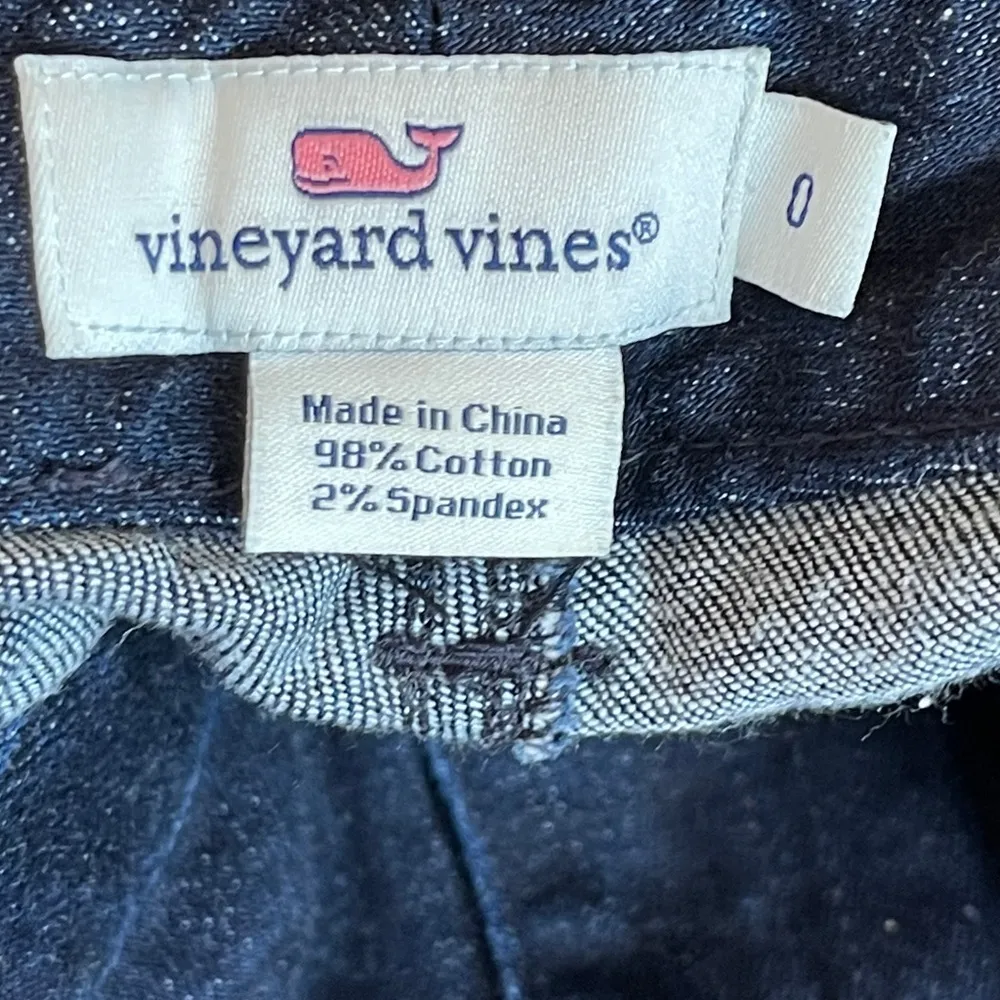 vineyard vines®
0
Made in China
98% Cotton
2% Spandex